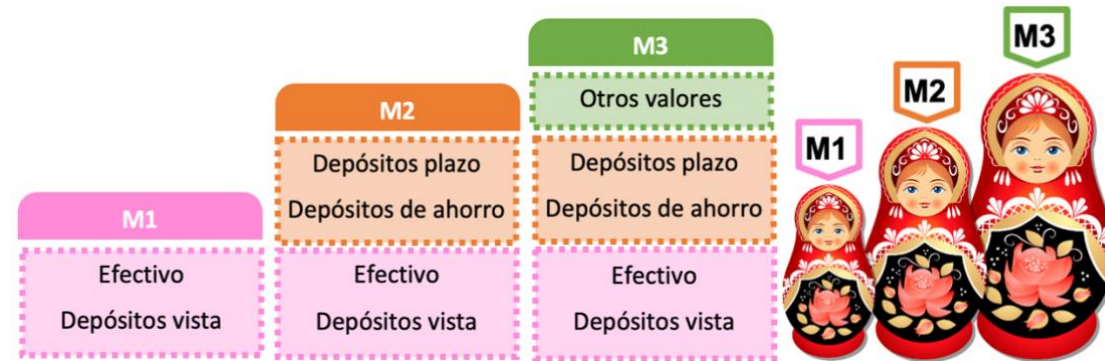 M1
Efectivo
Depósitos vista
M2
Depósitos plazo
Depósitos de ahorro
Efectivo
Depósitos vista
M3
Otros valores
Depósitos plazo
Depósitos de ahorro
Efectivo
Depósitos vista
M1
M2
M3